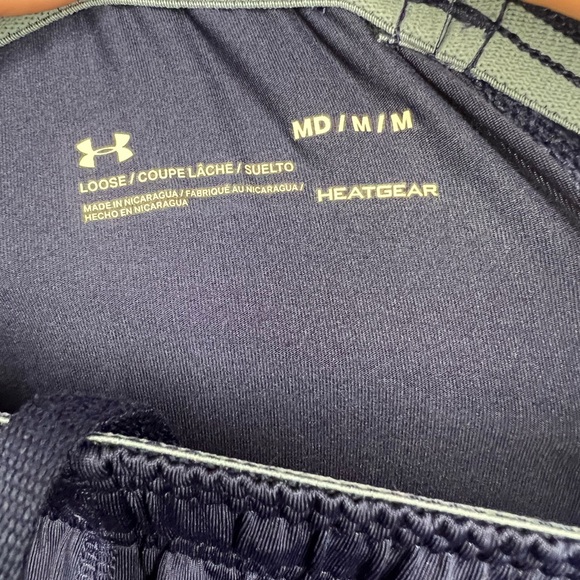 MD / M / M
LOOSE / COUPE LÂCHE / SUELTO
MADE IN NICARAGUA / FABRIQUÉ AU NICARAGUA /
HECHO EN NICARAGUA
HEATGEAR